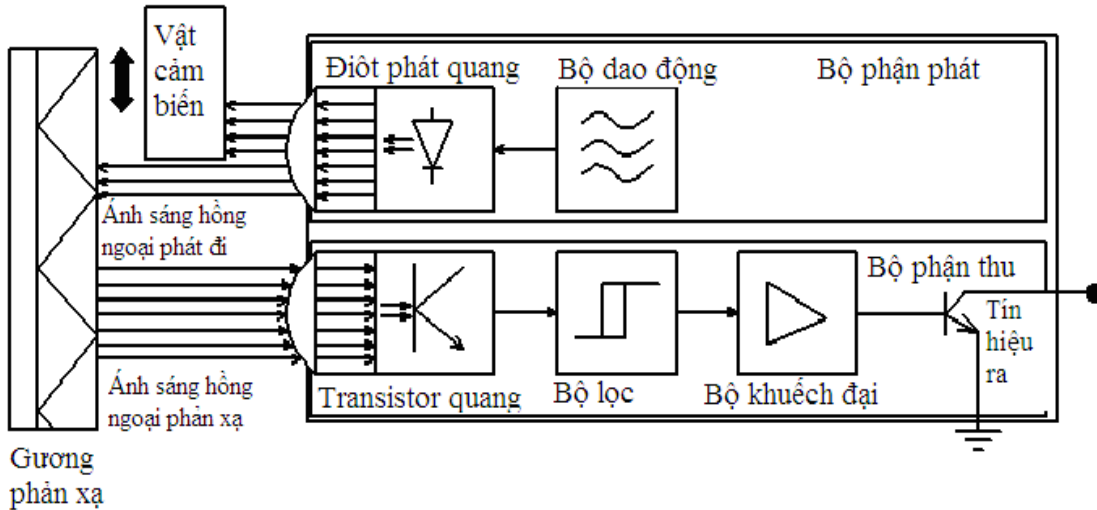 Vật
cảm
biến
Điôt phát quang
Bộ dao động
Bộ phận phát
Ánh sáng hồng
ngoại phát đi
Bộ phận thu
Tín
hiệu
ra
Ánh sáng hồng
ngoại phản xạ
Transistor quang
Bộ lọc
Bộ khuếch đại
Gương
phản xạ